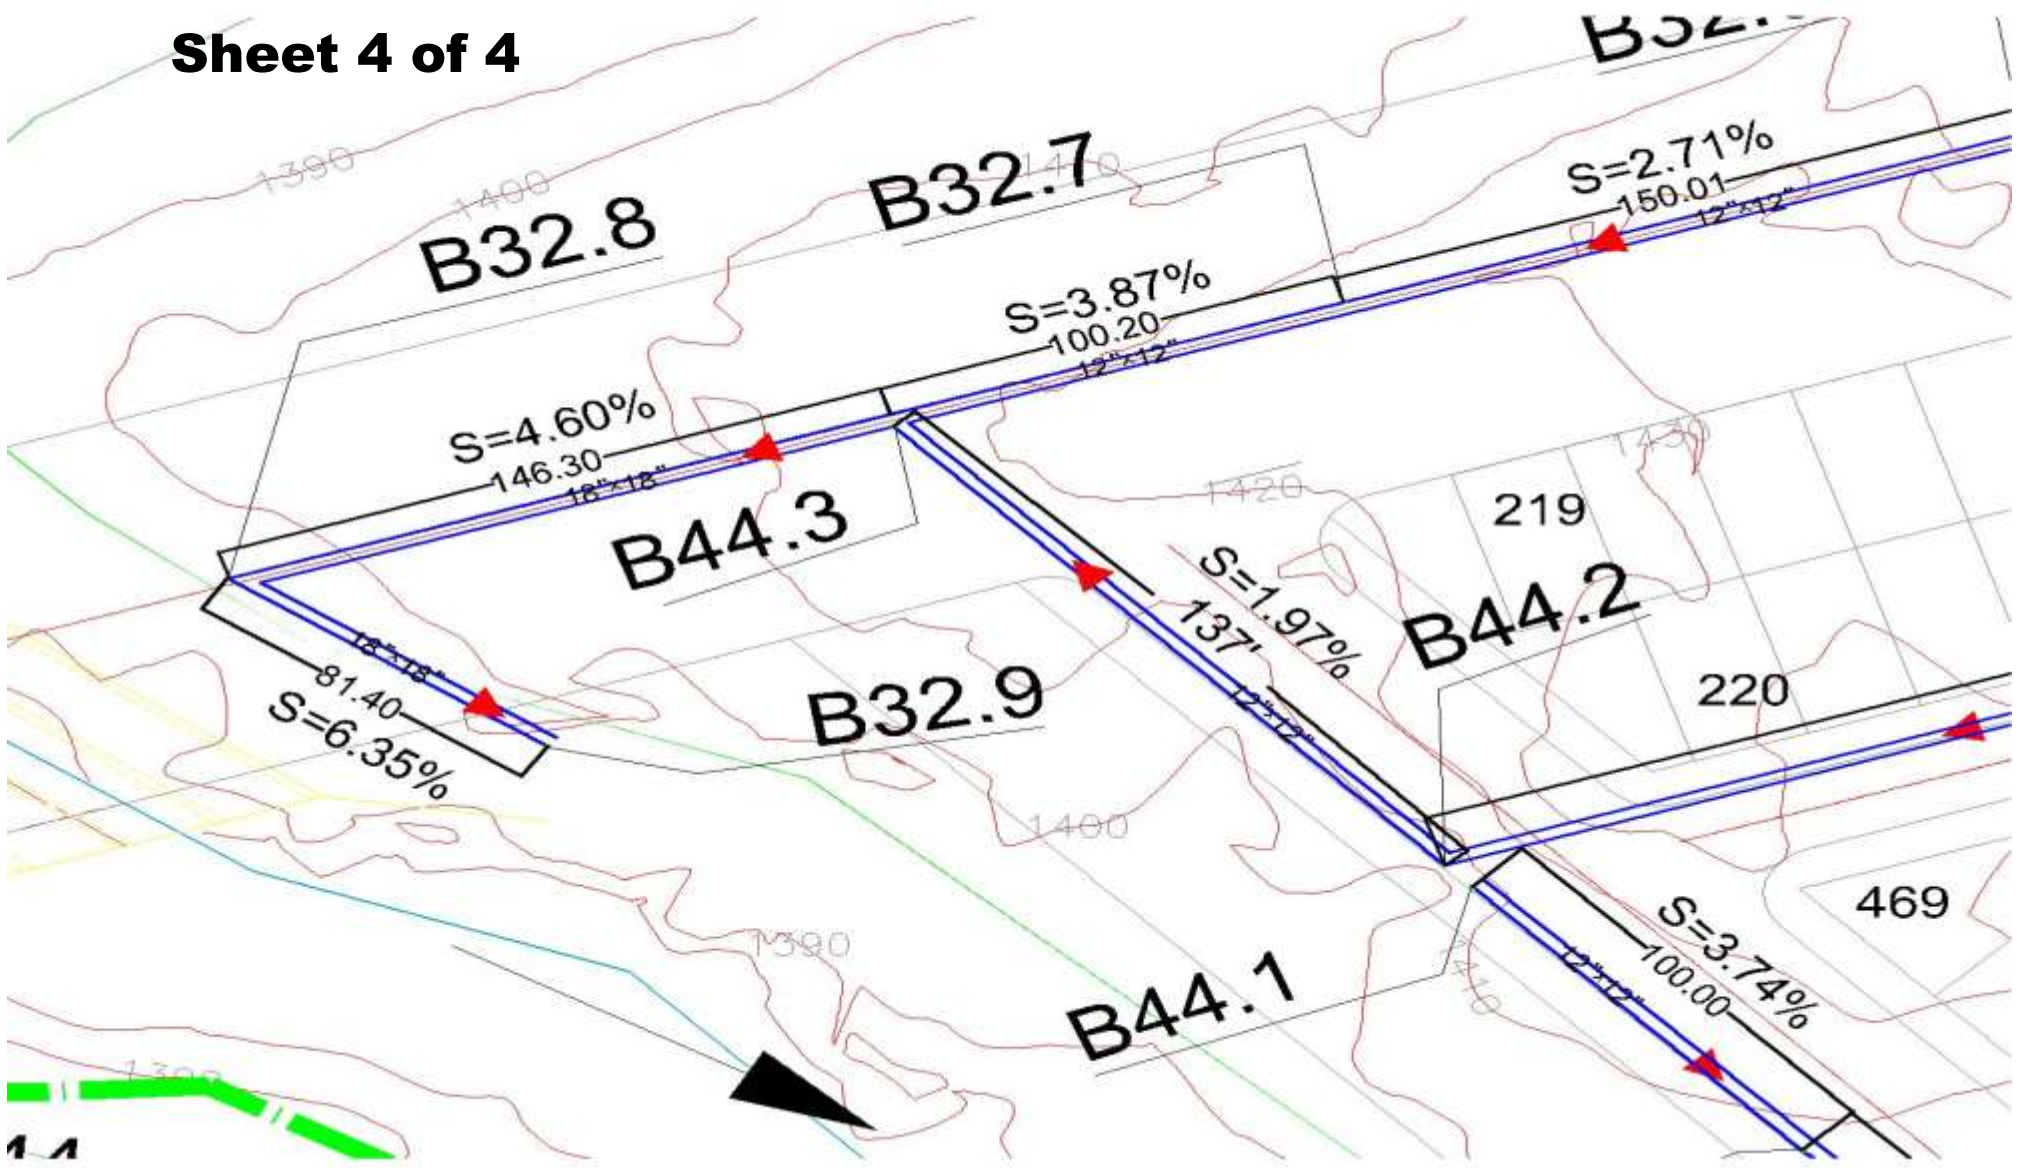 Sheet 4 of 4
1390
1400
B32.8
B32.7
S=2.71%
150.01
12"x12"
S=3.87%
100.20
12"x12"
S=4.60%
146.30
18"x18"
B44.3
1420
1430
219
S=1.97%
137'
12"x12"
B44.2
220
18"x18"
81.40
S=6.35%
B32.9
1400
1390
469
S=3.74%
100.00
12"x12"
1410
B44.1